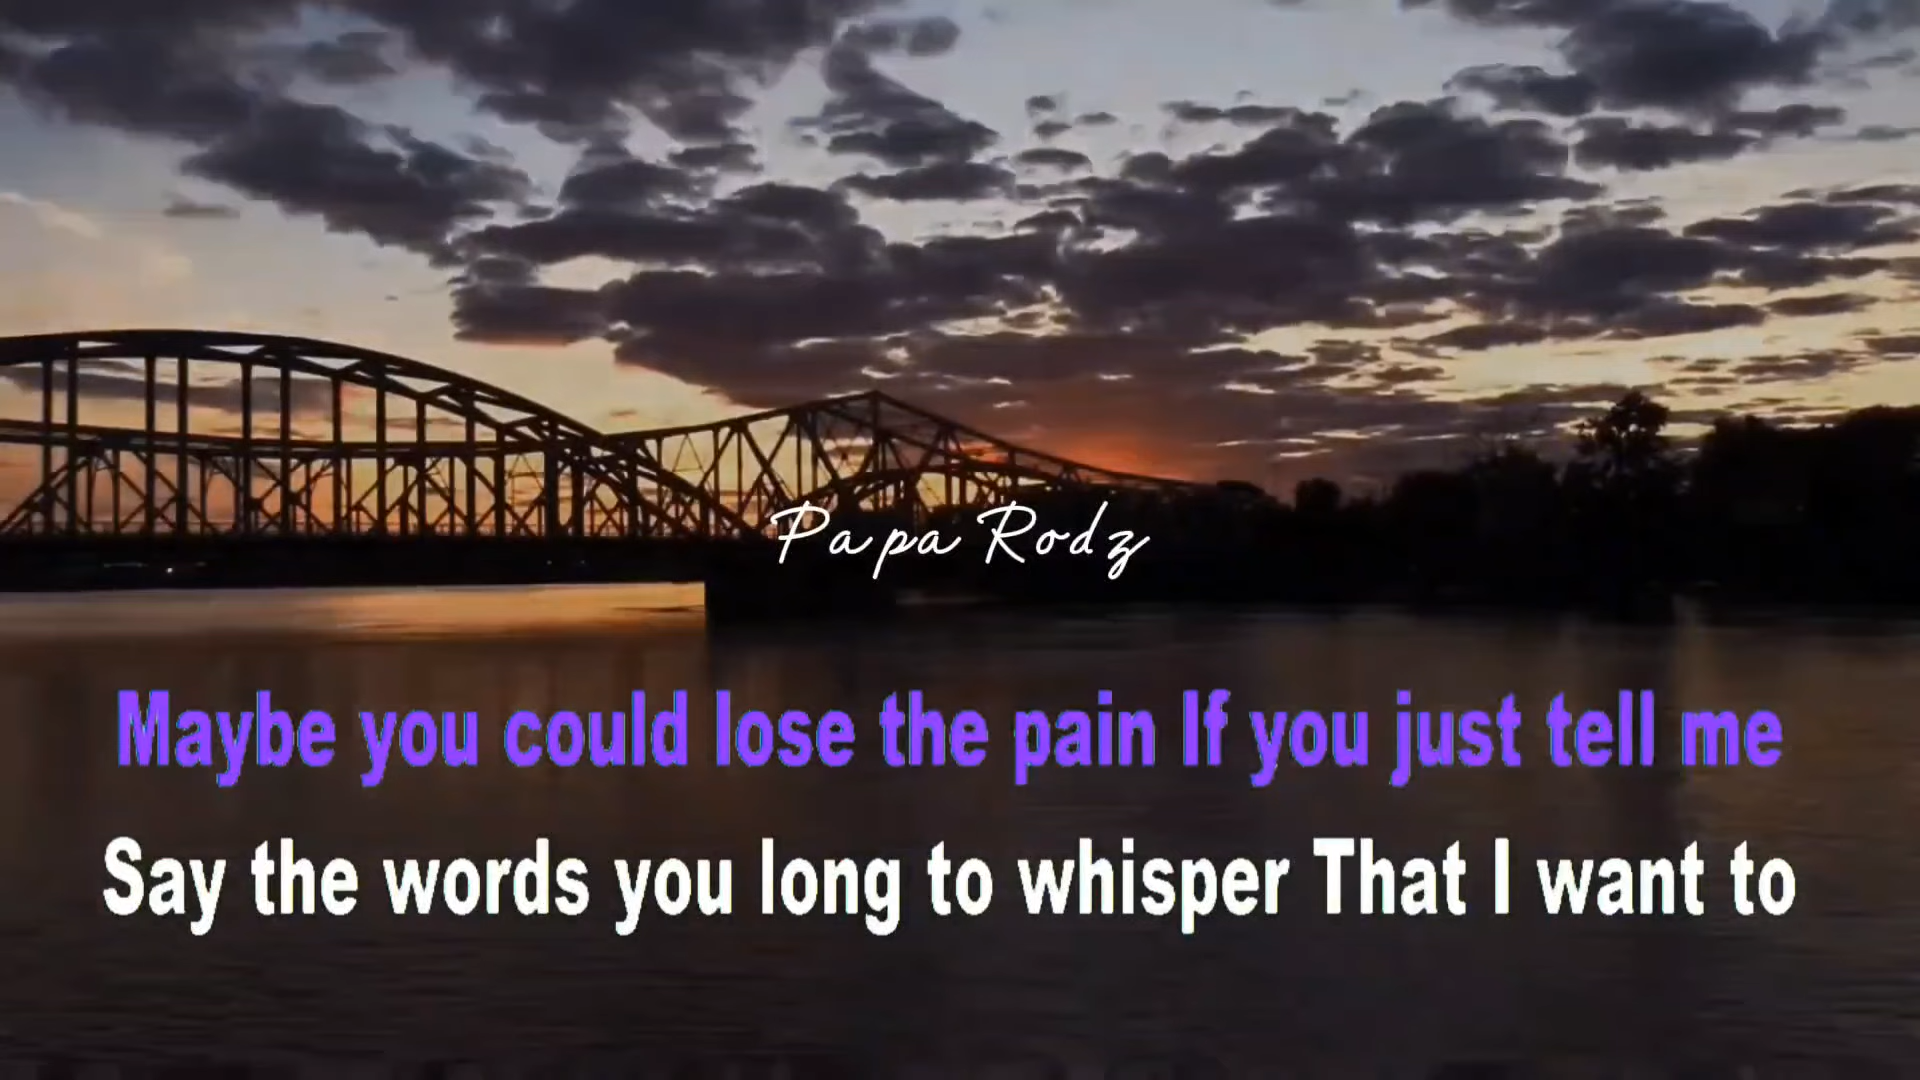 Papa Rodz
Maybe you could lose the pain If you just tell me
Say the words you long to whisper That I want to